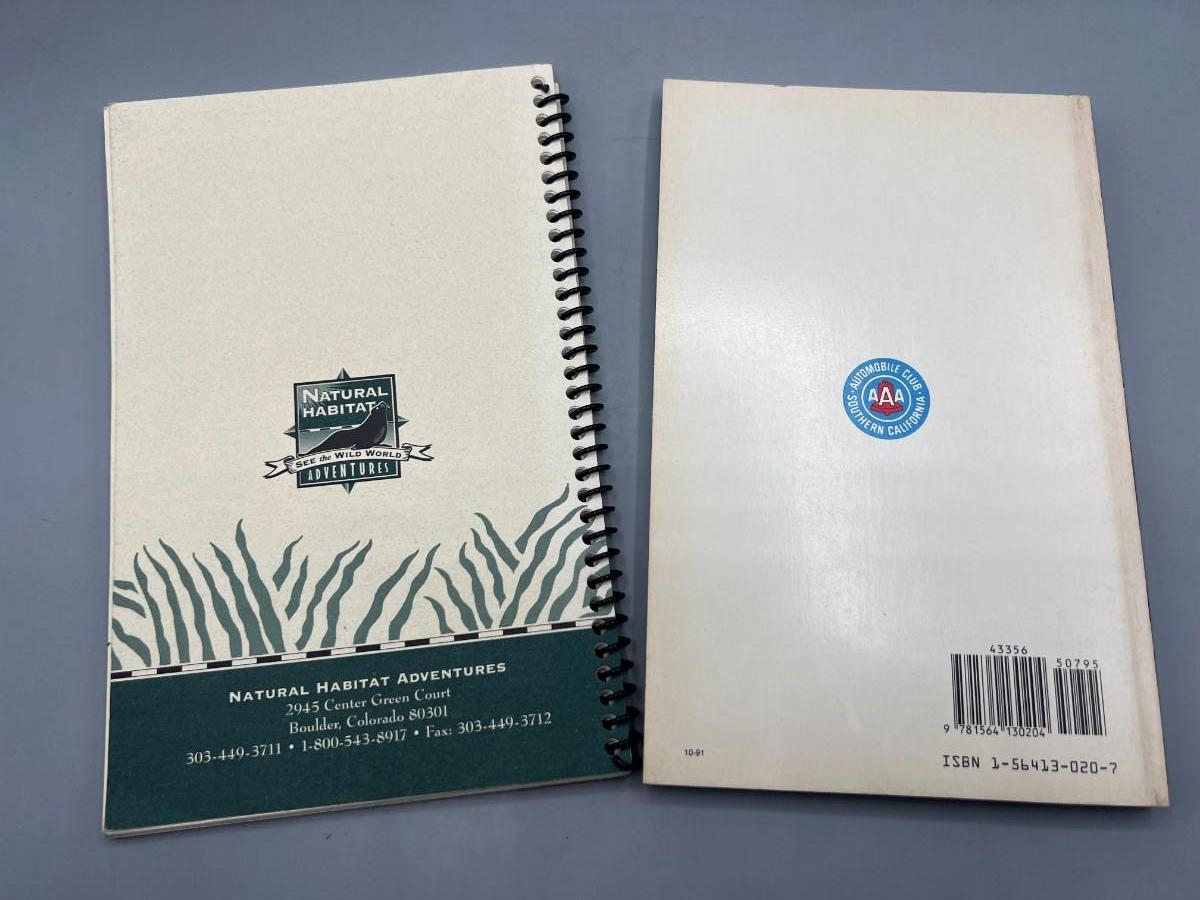 NATURAL
HABITAT
SEE the WILD WORLD
ADVENTURES
NATURAL HABITAT ADVENTURES
2945 Center Green Court
Boulder, Colorado 80301
303-449-3711 • 1-800-543-8917 • Fax: 303-449-3712
AUTOMOBILE CLUB
AAA
SOUTHERN CALIFORNIA
43356
50795
9 781564 130204
10-91
ISBN 1-56413-020-7